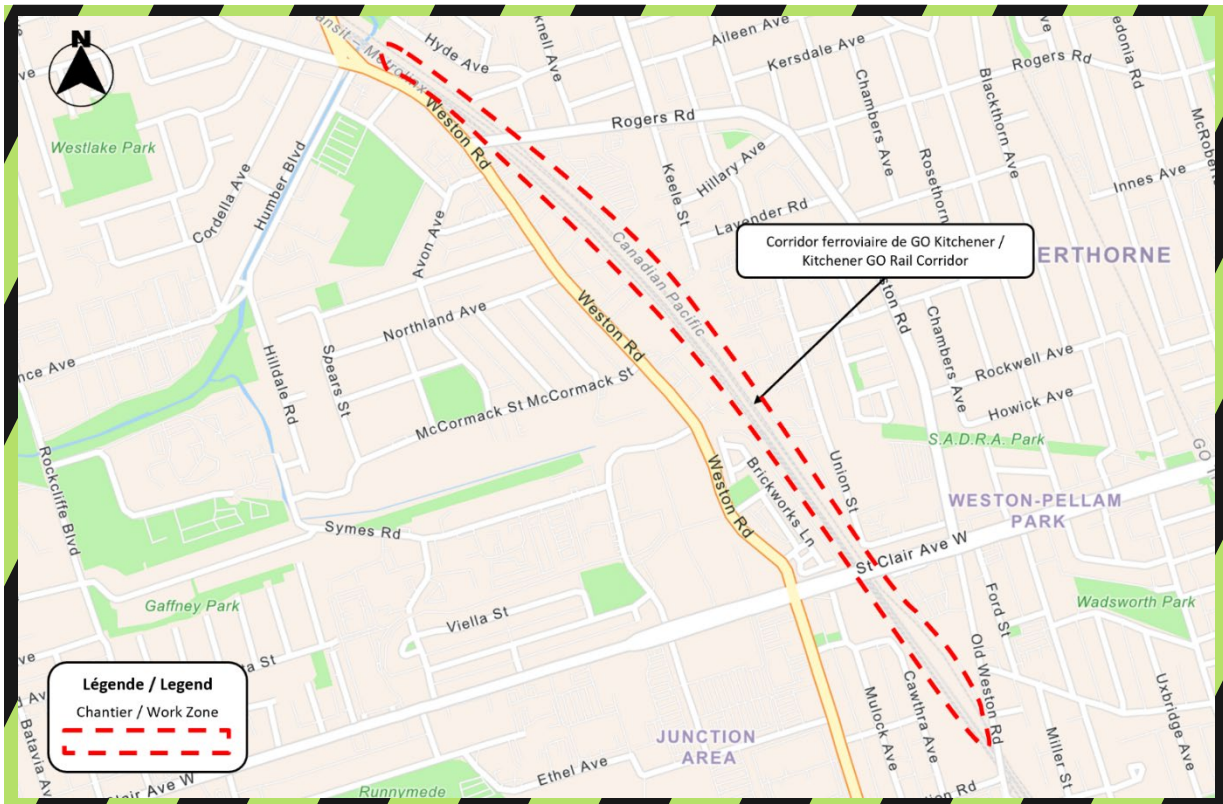 N
Hyde Ave
Aileen Ave
Kersdale Ave
Rogers Rd
Weston Rd
Rogers Rd
Chambers Ave
Blackthorn Ave
Westlake Park
Humber Blvd
Cordella Ave
Keele St
Hillary Ave
Innes Ave
Avon Ave
Lavender Rd
Corridor ferroviaire de GO Kitchener /
Kitchener GO Rail Corridor
ERTHORNE
Canadian Pacific
Weston Rd
Northland Ave
Chambers Ave
Rockwell Ave
Hilldale Rd
Spears St
McCormack St McCormack St
Howick Ave
S.A.D.R.A. Park
Union St
Rockcliffe Blvd
Weston Rd
Brickworks Ln
WESTON-PELLAM
PARK
Symes Rd
St Clair Ave W
Gaffney Park
Viella St
Ford St
Wadsworth Park
Old Weston Rd
Légende / Legend
Chantier / Work Zone
Mulock Ave
Cawthra Ave
Uxbridge Ave
JUNCTION
AREA
Miller St
Batavia Av
Ethel Ave
Runnymede